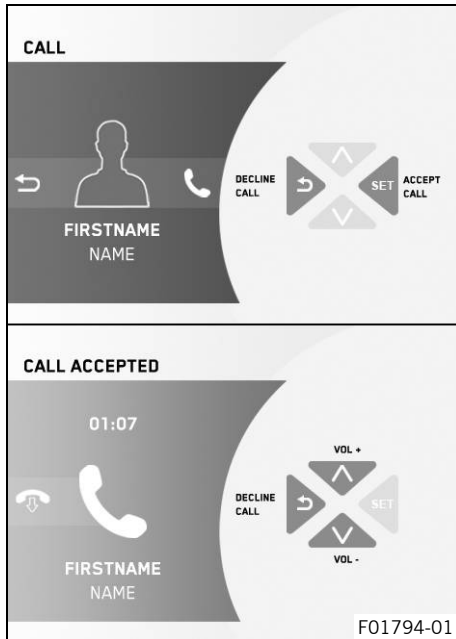 CALL
DECLINE
CALL
SET
ACCEPT
CALL
FIRSTNAME
NAME
CALL ACCEPTED
01:07
VOL +
DECLINE
CALL
SET
VOL -
FIRSTNAME
NAME
F01794-01